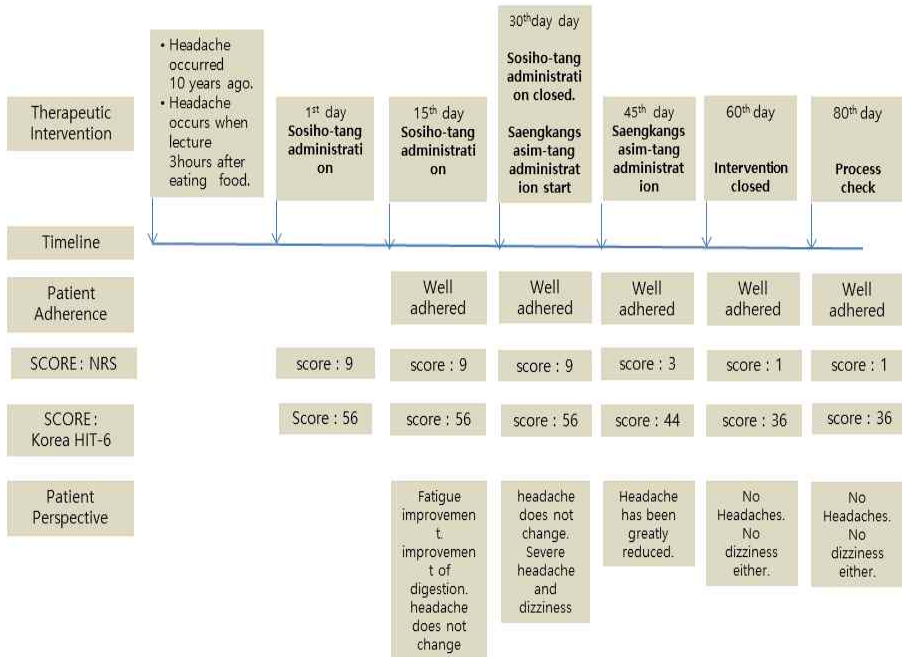 • Headache
occurred
10 years ago.
• Headache
occurs when
lecture
3hours after
eating food.
Therapeutic
Intervention
1st day
Sosiho-tang
administrati
on
15th day
Sosiho-tang
administrati
on
30thday day
Sosiho-tang
administrati
on closed.
Saengkangs
asim-tang
administrat
ion start
45th day
Saengkangs
asim-tang
administrat
ion
60th day
Intervention
closed
80th day
Process
check
Timeline
Patient
Adherence
Well
adhered
Well
adhered
Well
adhered
Well
adhered
Well
adhered
SCORE : NRS
score : 9
score : 9
score : 9
score : 3
score : 1
score : 1
SCORE :
Korea HIT-6
Score : 56
score : 56
score : 56
score : 44
score : 36
score : 36
Patient
Perspective
Fatigue
improvemen
t.
improvemen
t of
digestion.
headache
does not
change
headache
does not
change.
Severe
headache
and
dizziness
Headache
has been
greatly
reduced.
No
Headaches.
No
dizziness
either.
No
Headaches.
No
dizziness
either.